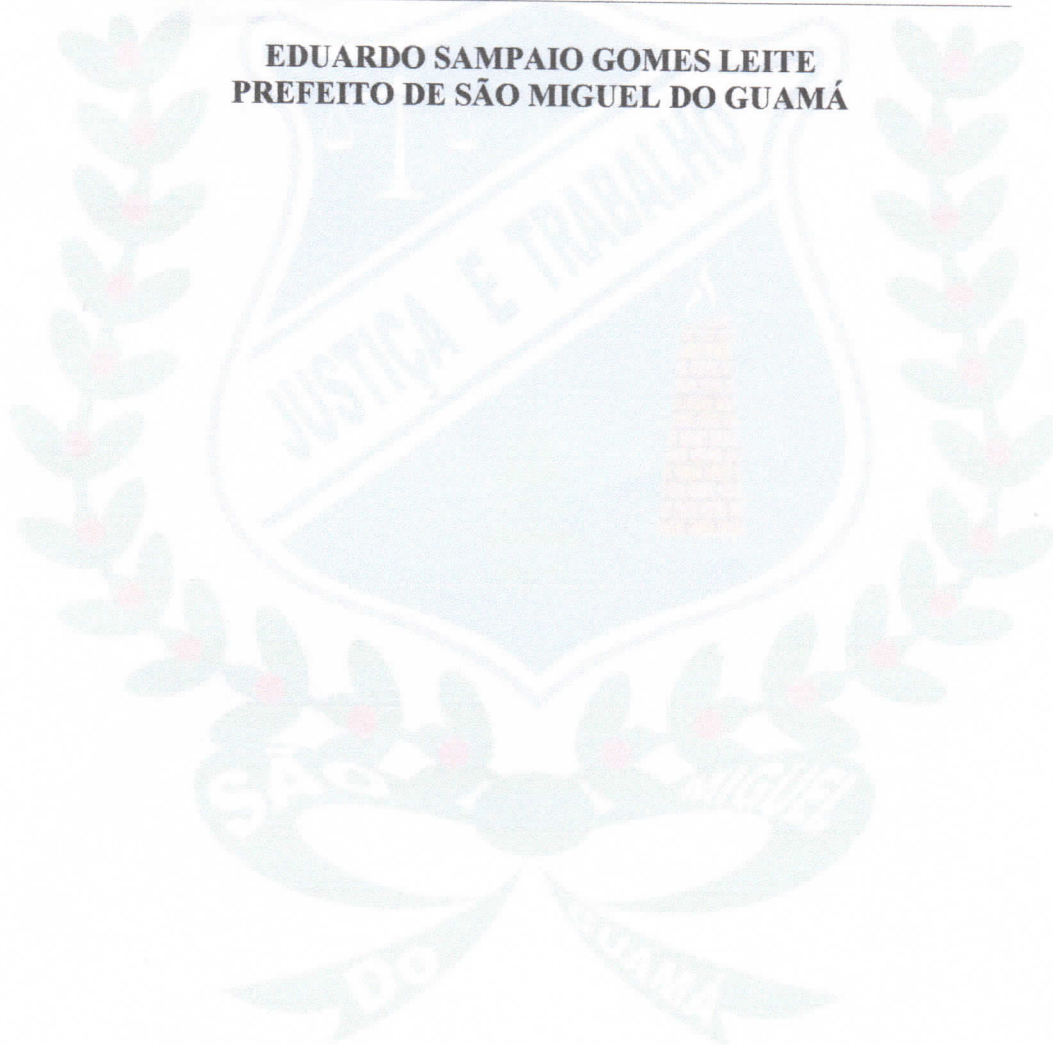 EDUARDO SAMPAIO GOMES LEITE
PREFEITO DE SÃO MIGUEL DO GUAMÁ
JUSTIÇA E TRABALHO
SÃO MIGUEL
DO GUAMÁ